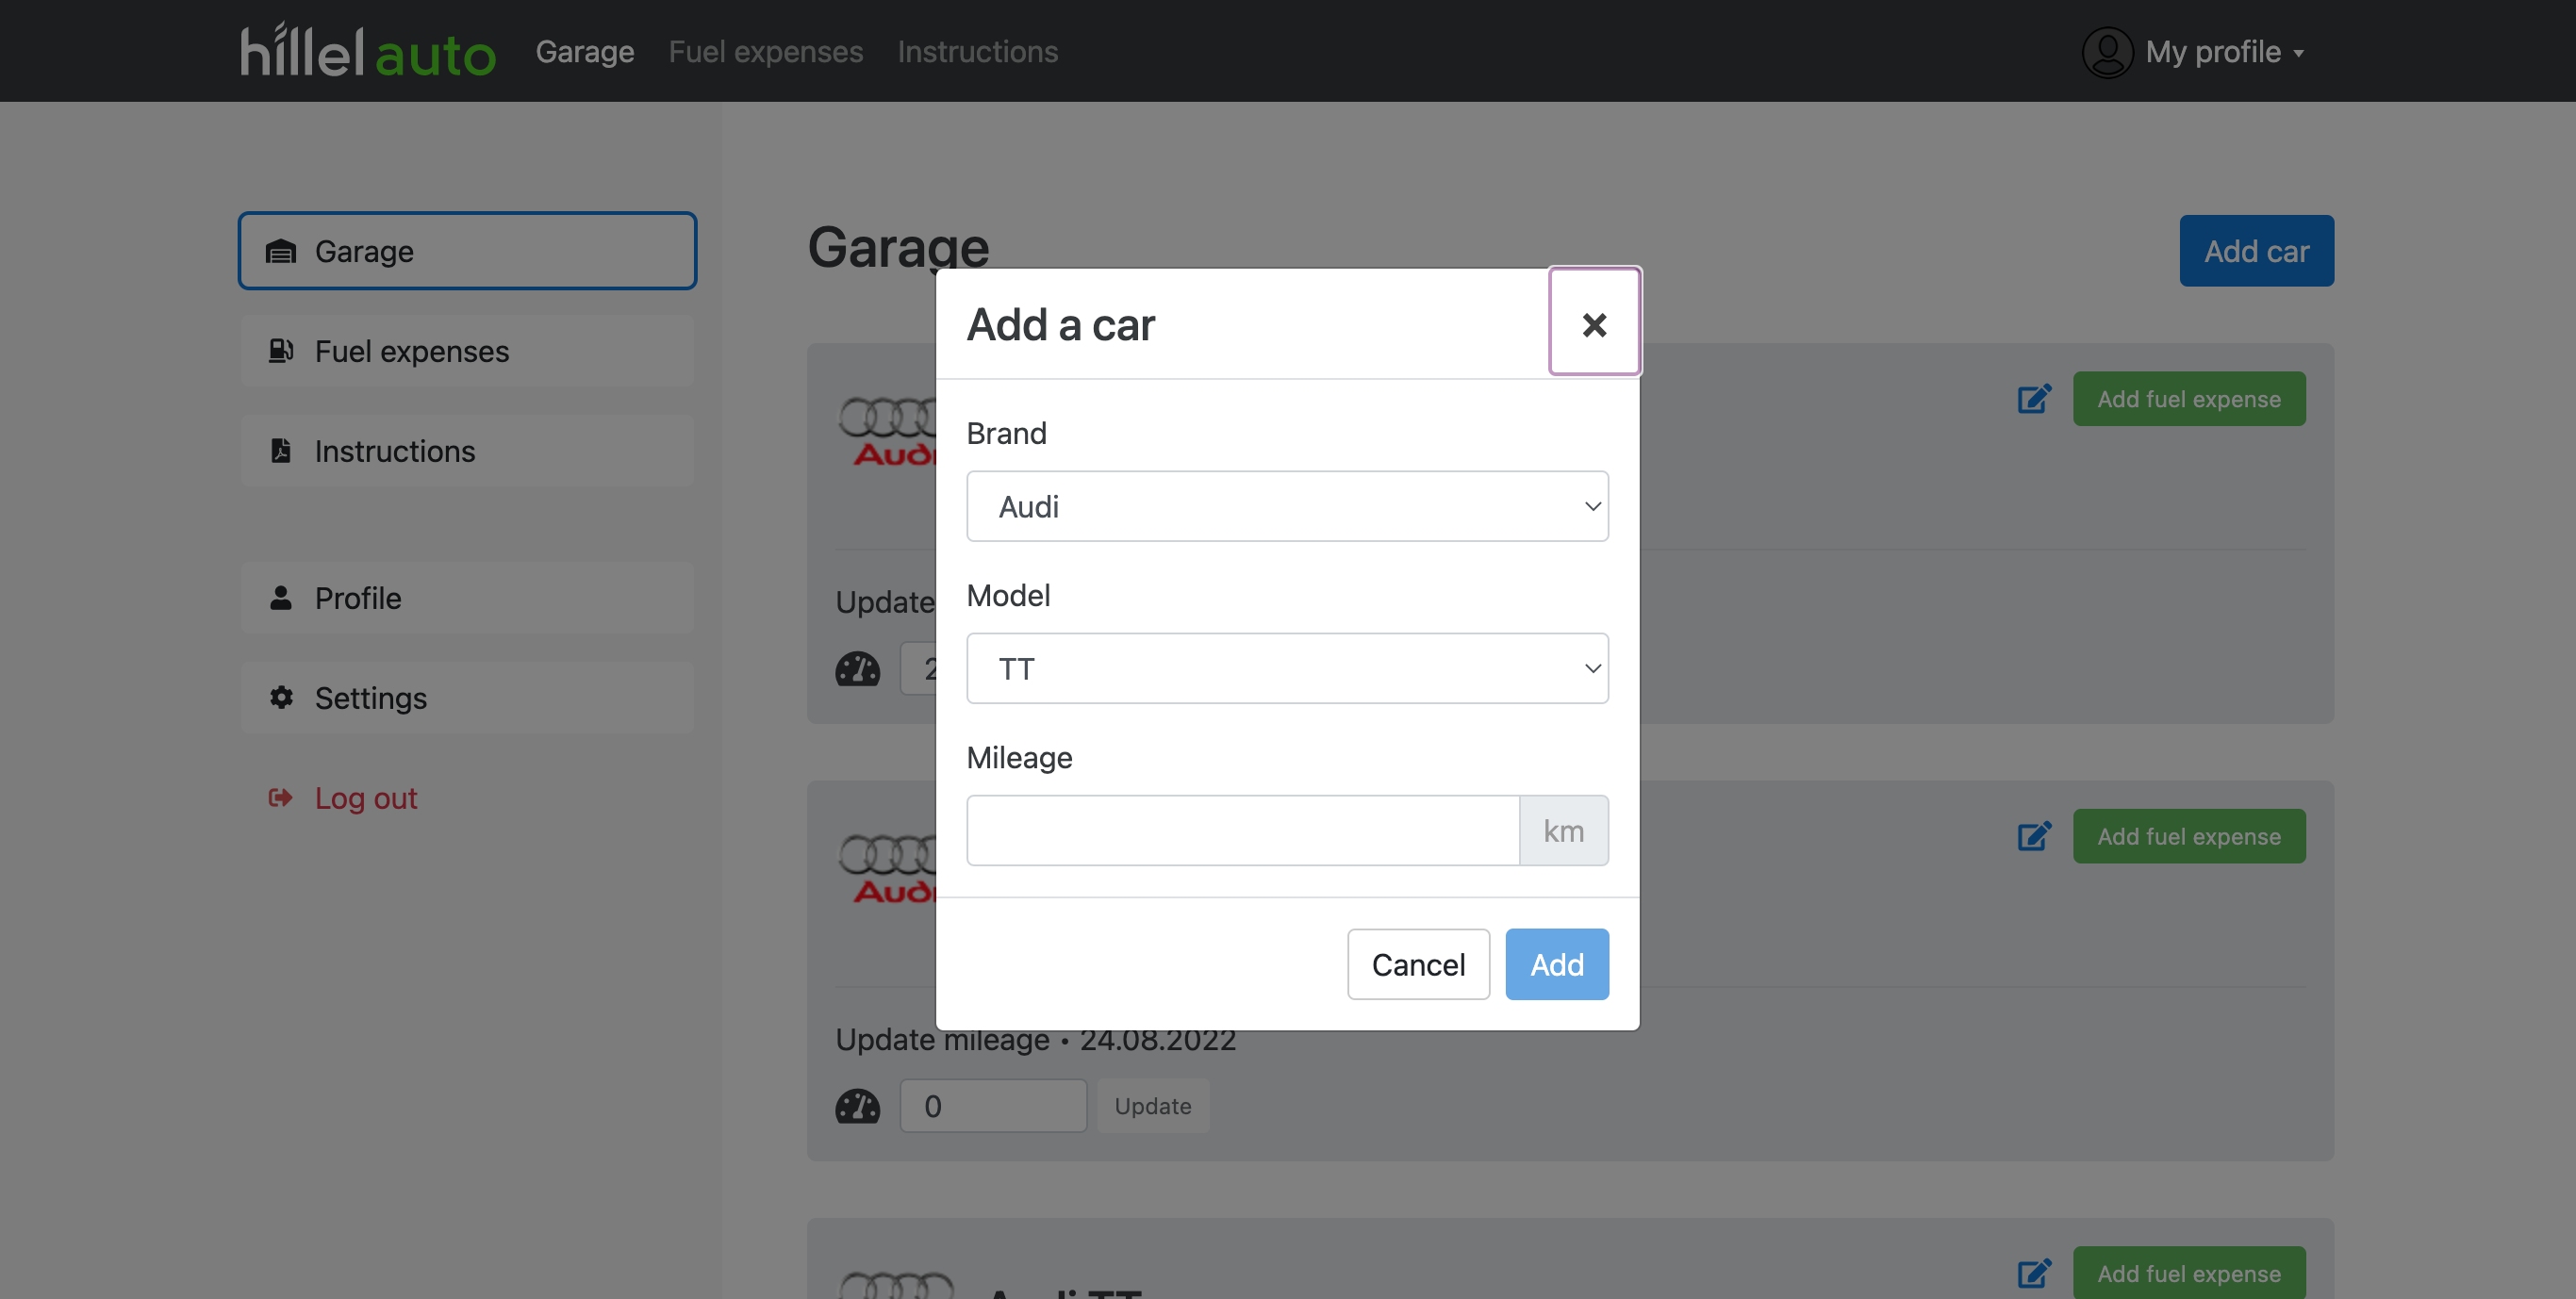 hillel auto
Garage
Fuel expenses
Instructions
My profile
Garage
Fuel expenses
Instructions
Profile
Settings
Log out
Garage
Add car
Audi
Add fuel expense
Update
2
Add a car
Brand
Audi
Model
TT
Mileage
km
Cancel
Add
Audi
Add fuel expense
Update mileage • 24.08.2022
0
Update
Audi TT
Add fuel expense